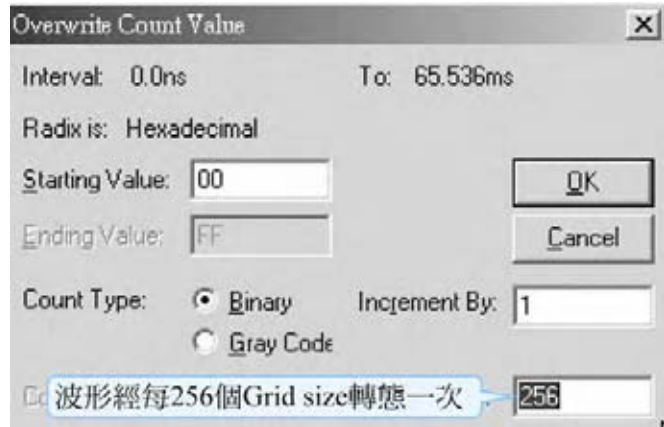 Overwrite Count Value
Interval: 0.0ns To: 65.536ms
Radix is: Hexadecimal
Starting Value: 00 OK
Ending Value: FF Cancel
Count Type: Binary Increment By: 1
Gray Code
波形經每256個Grid size轉態一次 256